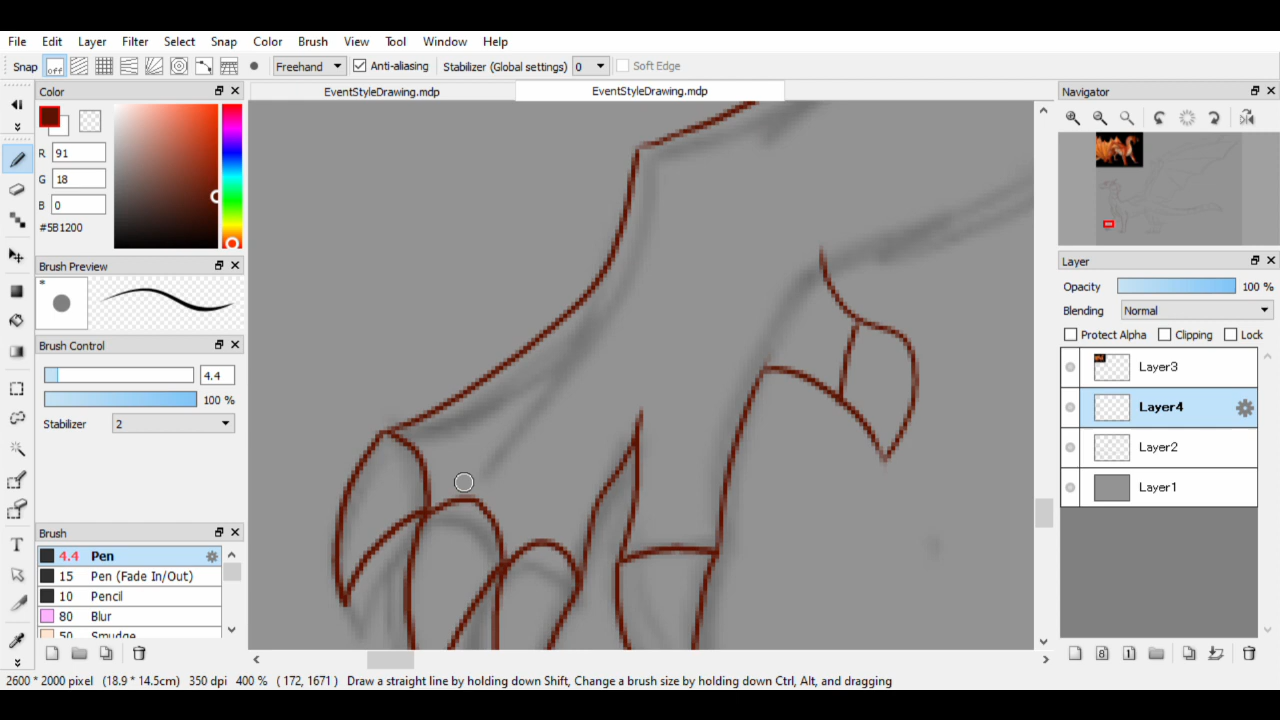 File Edit Layer Filter Select Snap Color Brush View Tool Window Help
Snap off Freehand Anti-aliasing Stabilizer (Global settings) 0 Soft Edge
Color
EventStyleDrawing.mdp EventStyleDrawing.mdp
R 91
G 18
B 0
#5B1200
Brush Preview
*
Brush Control
4.4
100 %
Stabilizer 2
Brush
4.4 Pen
15 Pen (Fade In/Out)
10 Pencil
80 Blur
50 Smudge
T
Navigator
Layer
Opacity 100 %
Blending Normal
Protect Alpha Clipping Lock
Layer3
Layer4
Layer2
Layer1
8 1
2600 * 2000 pixel (18.9 * 14.5cm) 350 dpi 400 % ( 172, 1671 ) Draw a straight line by holding down Shift, Change a brush size by holding down Ctrl, Alt, and dragging